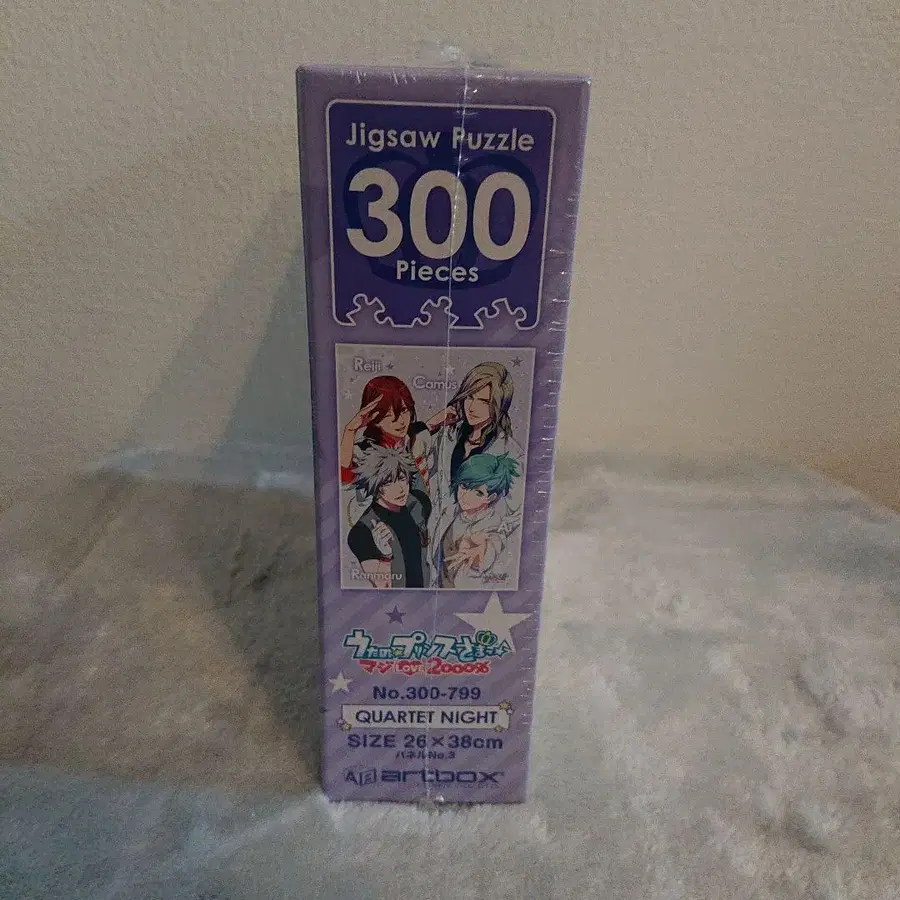 Jigsaw Puzzle
300
Pieces
Reiji
Camus
Ai
Ranmaru
うたの☆プリンスさまっ♪
マジLOVE2000%
No.300-799
QUARTET NIGHT
SIZE 26×38cm
パネルNo.3
artbox